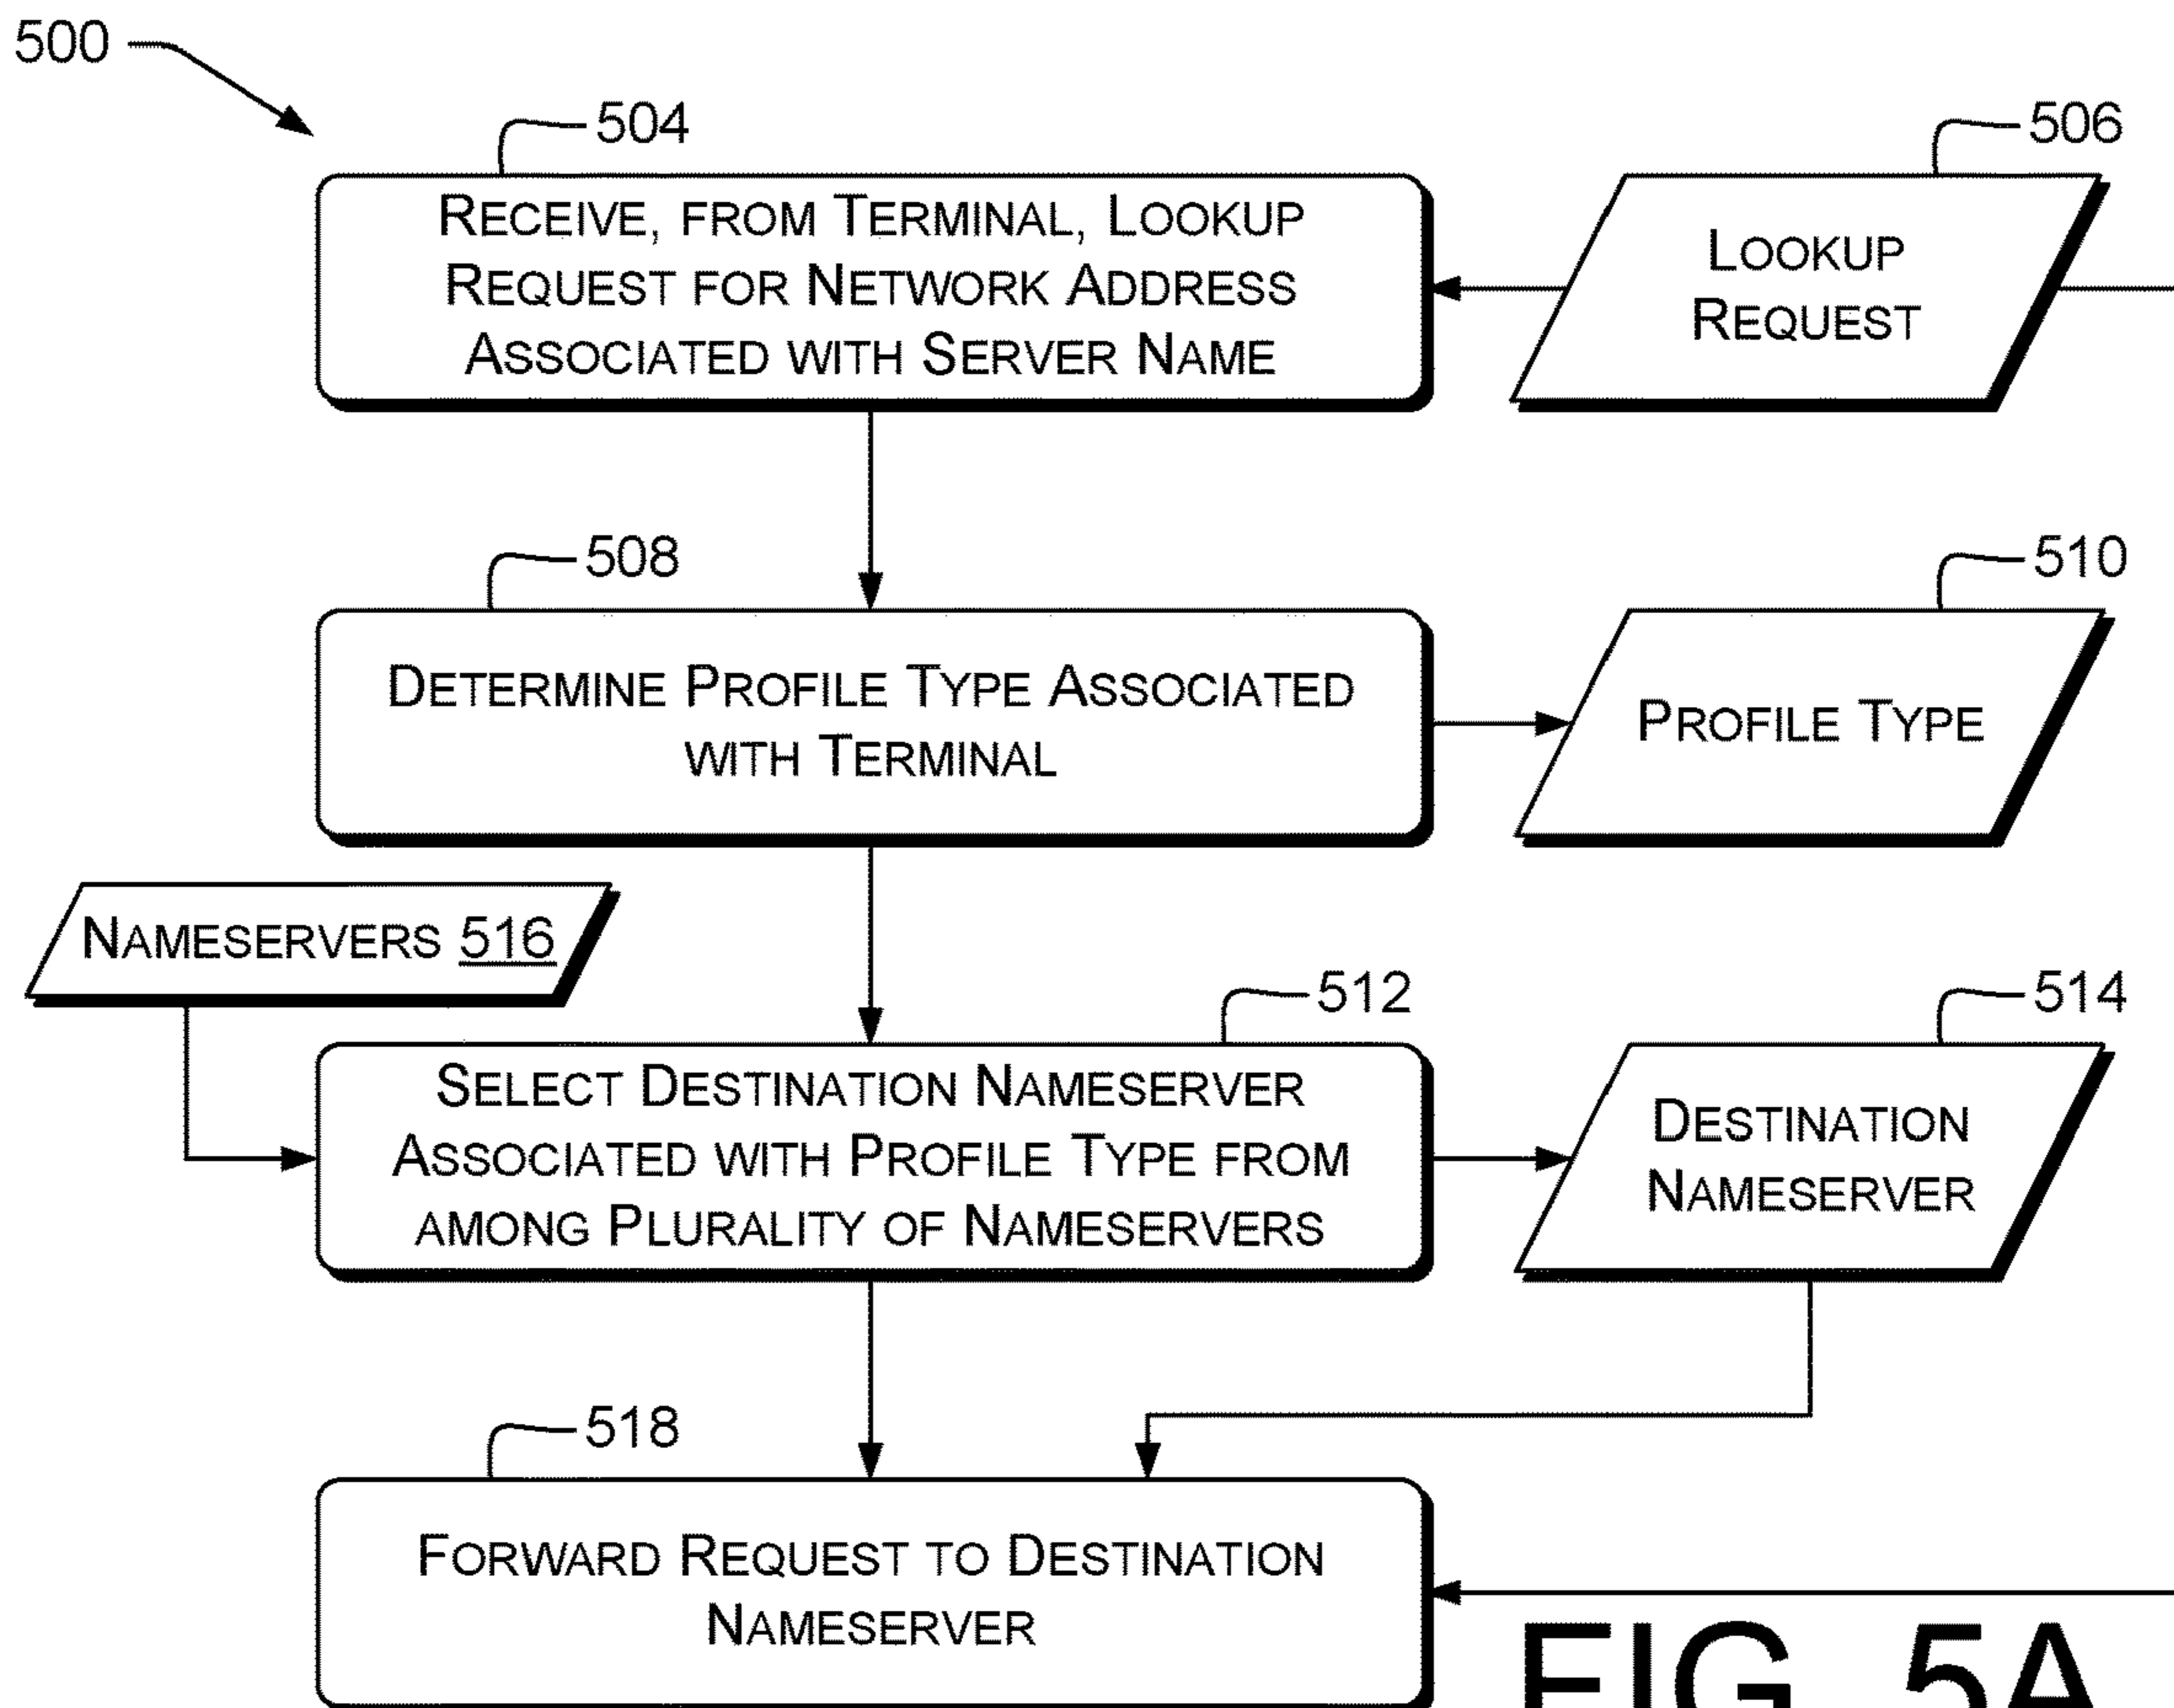 500
504
506
RECEIVE, FROM TERMINAL, LOOKUP
REQUEST FOR NETWORK ADDRESS
ASSOCIATED WITH SERVER NAME
LOOKUP
REQUEST
508
510
DETERMINE PROFILE TYPE ASSOCIATED
WITH TERMINAL
PROFILE TYPE
NAMESERVERS 516
512
514
SELECT DESTINATION NAMESERVER
ASSOCIATED WITH PROFILE TYPE FROM
AMONG PLURALITY OF NAMESERVERS
DESTINATION
NAMESERVER
518
FORWARD REQUEST TO DESTINATION
NAMESERVER
FIG. 5A